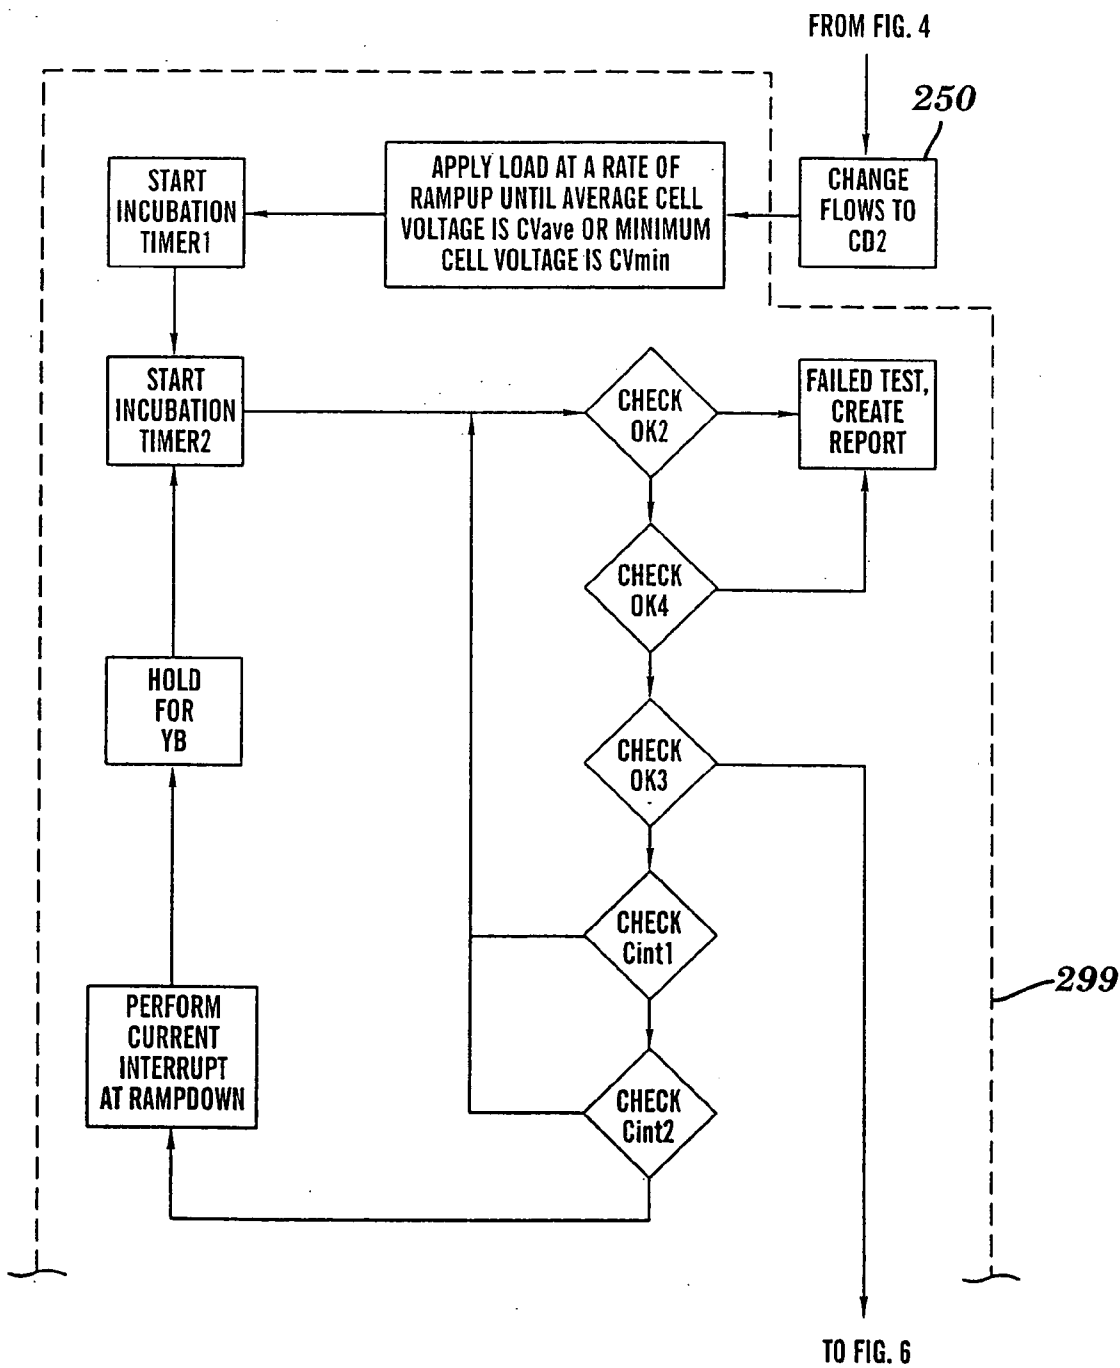 FROM FIG. 4
250
CHANGE
FLOWS TO
CD2
APPLY LOAD AT A RATE OF
RAMPUP UNTIL AVERAGE CELL
VOLTAGE IS CVave OR MINIMUM
CELL VOLTAGE IS CVmin
START
INCUBATION
TIMER1
START
INCUBATION
TIMER2
CHECK
OK2
FAILED TEST,
CREATE
REPORT
CHECK
OK4
HOLD
FOR
YB
CHECK
OK3
CHECK
Cint1
299
PERFORM
CURRENT
INTERRUPT
AT RAMPDOWN
CHECK
Cint2
TO FIG. 6